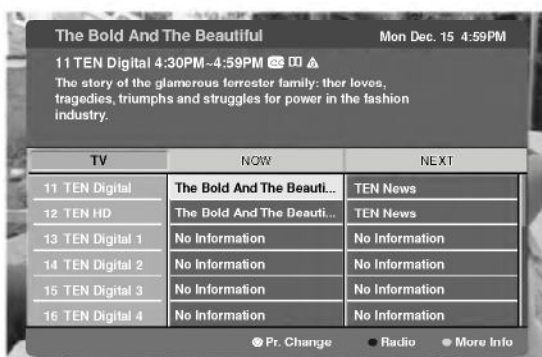 The Bold And The Beautiful Mon Dec. 15 4:59PM
11 TEN Digital 4:30PM~4:59PM CC
The story of the glamorous forrester family: ther loves,
tragedies, triumphs and struggles for power in the fashion
industry.
TV NOW NEXT
11 TEN Digital The Bold And The Beauti... TEN News
12 TEN HD The Bold And The Beauti... TEN News
13 TEN Digital 1 No Information No Information
14 TEN Digital 2 No Information No Information
15 TEN Digital 3 No Information No Information
16 TEN Digital 4 No Information No Information
Pr. Change Radio More Info